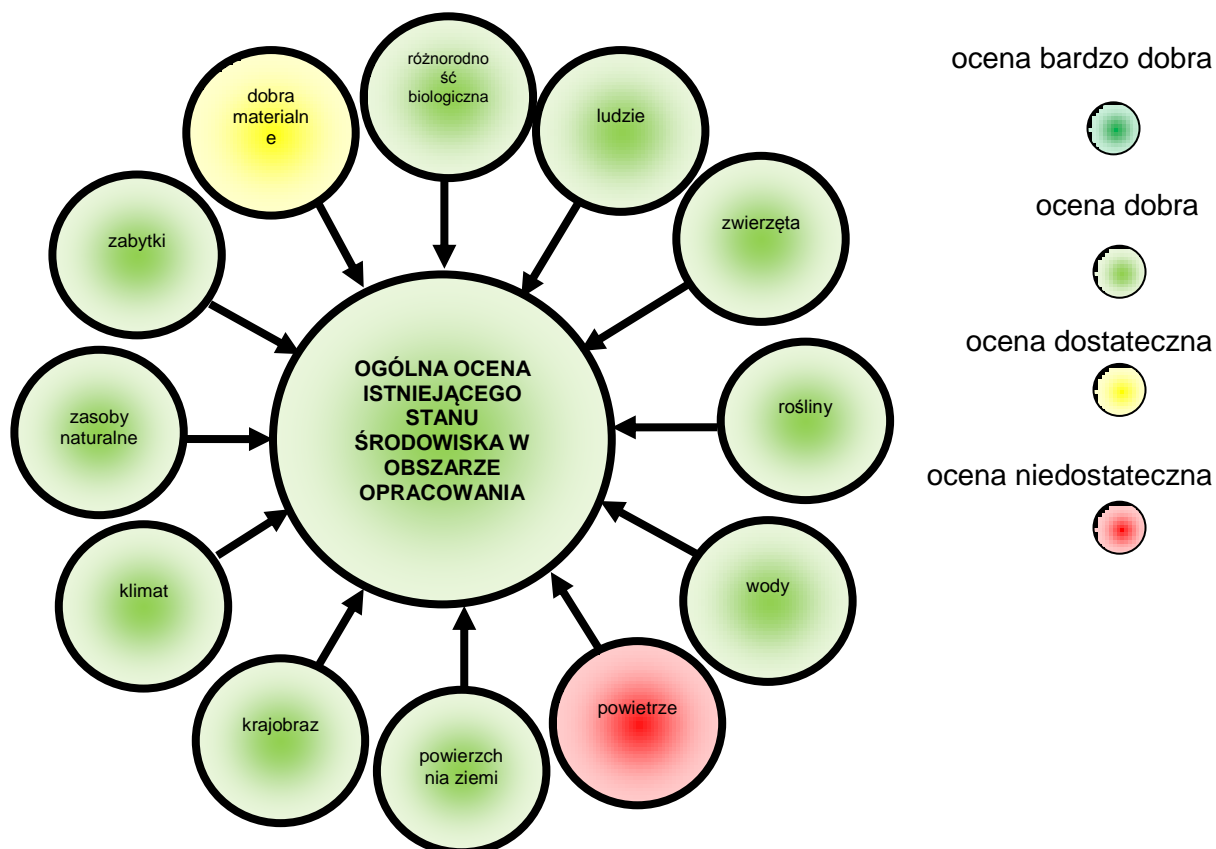 różnorodno
ść
biologiczna
ludzie
zwierzęta
rośliny
wody
powietrze
powierzch
nia ziemi
krajobraz
klimat
zasoby
naturalne
zabytki
dobra
materialn
e
OGÓLNA OCENA
ISTNIEJĄCEGO
STANU
ŚRODOWISKA W
OBSZARZE
OPRACOWANIA
ocena bardzo dobra
ocena dobra
ocena dostateczna
ocena niedostateczna